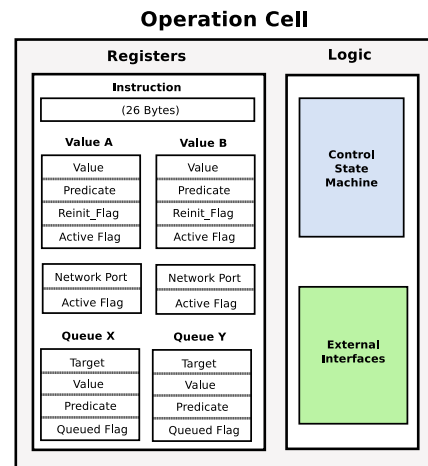 Operation Cell
Registers
Logic
Instruction
(26 Bytes)
Value A
Value
Predicate
Reinit_Flag
Active Flag
Value B
Value
Predicate
Reinit_Flag
Active Flag
Network Port
Active Flag
Network Port
Active Flag
Queue X
Target
Value
Predicate
Queued Flag
Queue Y
Target
Value
Predicate
Queued Flag
Control
State
Machine
External
Interfaces